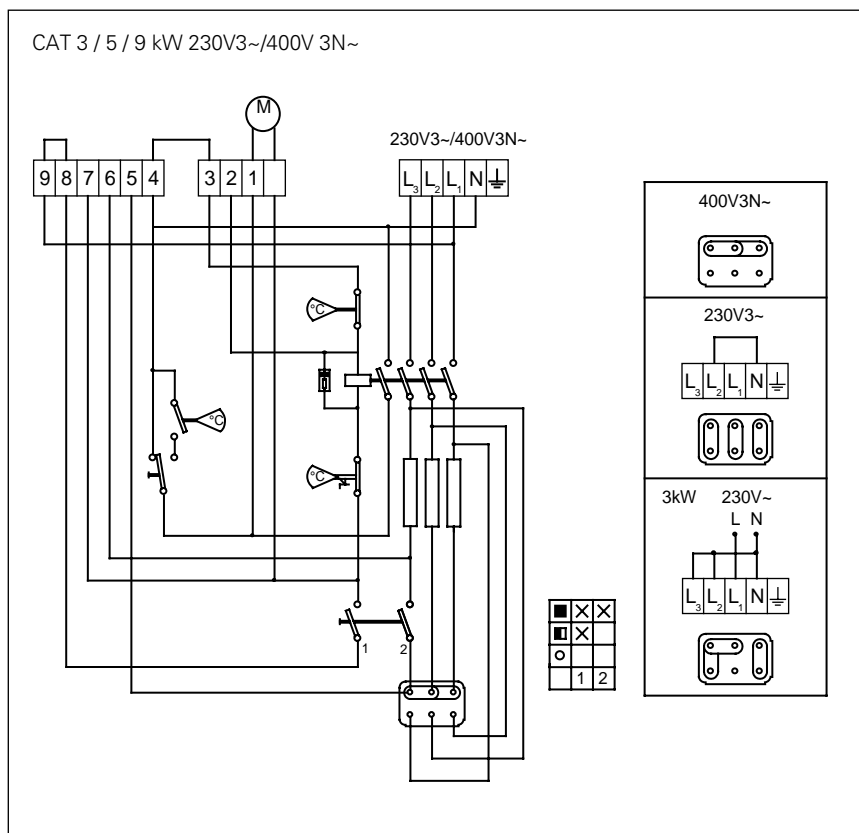 CAT 3 / 5 / 9 kW 230V3~/400V 3N~
M
230V3~/400V3N~
9 8 7 6 5 4 3 2 1
L3 L2 L1 N
°C
°C
°C
1 2
1 2
400V3N~
230V3~
L3 L2 L1 N
3kW 230V~
L N
L3 L2 L1 N